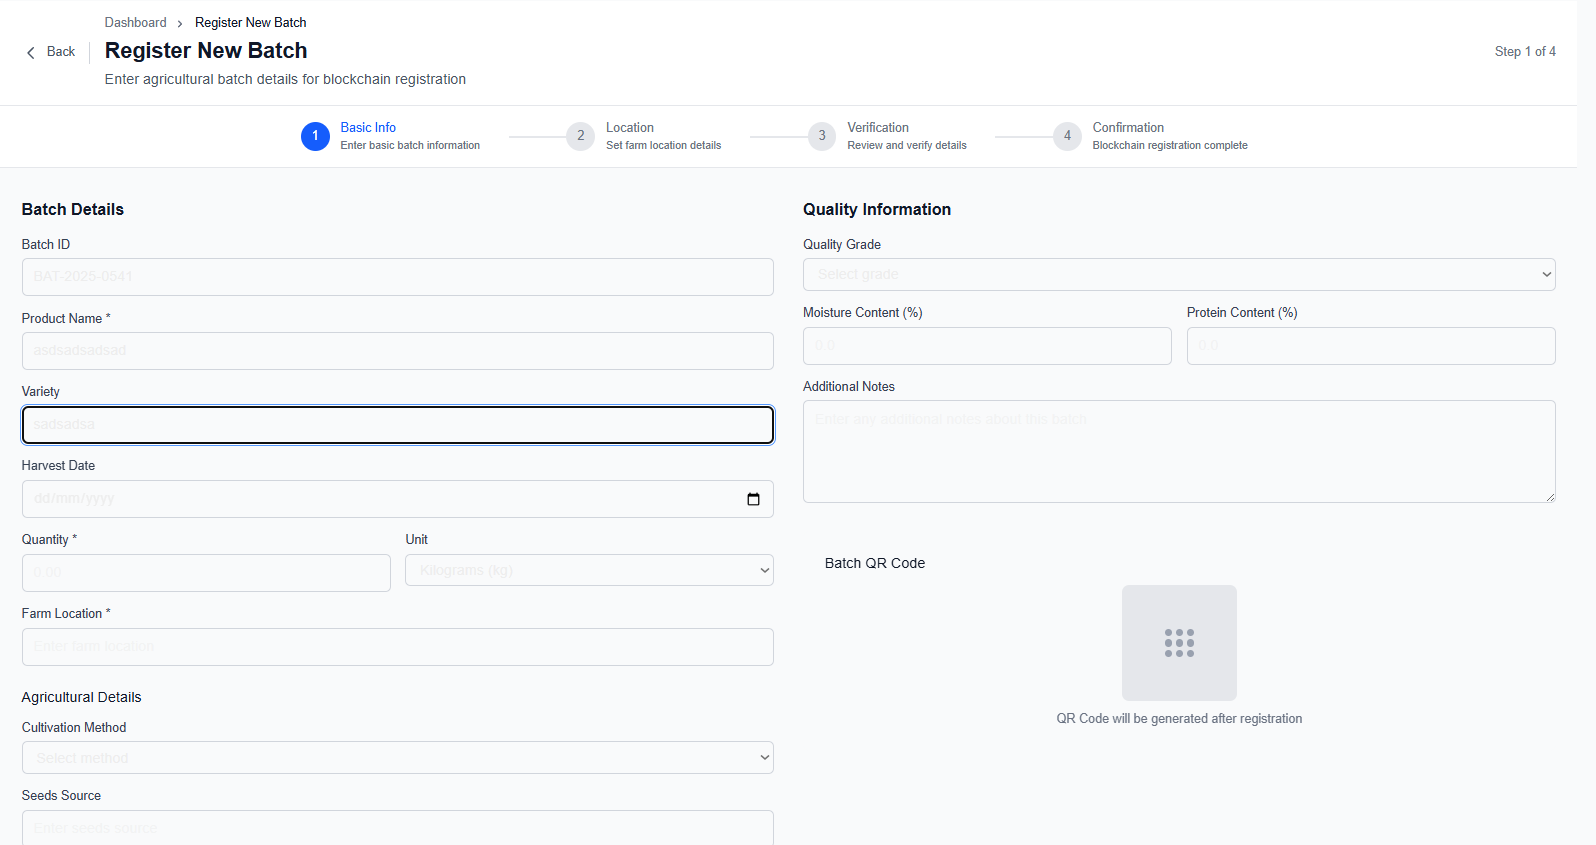 Dashboard > Register New Batch
Back
Register New Batch
Step 1 of 4
Enter agricultural batch details for blockchain registration
1
Basic Info
Enter basic batch information
2
Location
Set farm location details
3
Verification
Review and verify details
4
Confirmation
Blockchain registration complete
Batch Details
Batch ID
BAT-2025-0541
Product Name *
asdsadsadsad
Variety
sadsadsa
Harvest Date
dd/mm/yyyy
Quantity *
0.00
Unit
Kilograms (kg)
Farm Location *
Enter farm location
Agricultural Details
Cultivation Method
Select method
Seeds Source
Enter seeds source
Quality Information
Quality Grade
Select grade
Moisture Content (%)
0.0
Protein Content (%)
0.0
Additional Notes
Enter any additional notes about this batch
Batch QR Code
QR Code will be generated after registration